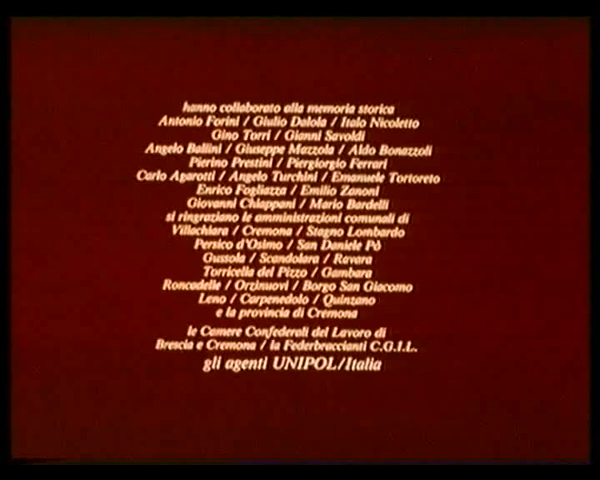 hanno collaborato alla memoria storica
Antonio Forini / Giulio Dalola / Italo Nicoletto
Gino Torri / Gianni Savoldi
Angelo Ballini / Giuseppe Mazzola / Aldo Bonazzoli
Pierino Prestini / Piergiorgio Ferrari
Carlo Agarotti / Angelo Turchini / Emanuele Tortoreto
Enrico Fogliazza / Emilio Zanoni
Giovanni Chiappani / Mario Bardelli
si ringraziano le amministrazioni comunali di
Villachiara / Cremona / Stagno Lombardo
Persico d'Osimo / San Daniele Pò
Gussola / Scandolara / Ravara
Torricella del Pizzo / Gambara
Roncadelle / Orzinuovi / Borgo San Giacomo
Leno / Carpenedolo / Quinzano
e la provincia di Cremona
le Camere Confederali del Lavoro di
Brescia e Cremona / la Federbraccianti C.G.I.L.
gli agenti UNIPOL/Italia